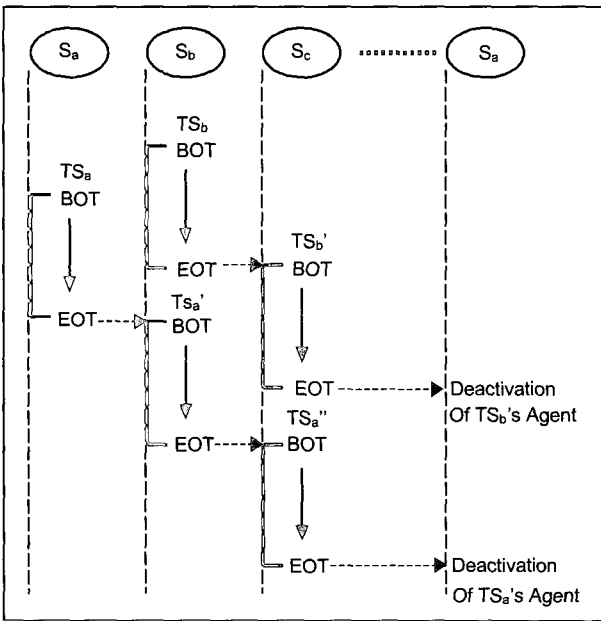 Sa Sb Sc Sa
TSb
BOT
TSa
BOT
TSb'
EOT BOT
Tsa'
EOT BOT
EOT Deactivation
Of TSb's Agent
TSa"
EOT BOT
EOT Deactivation
Of TSa's Agent